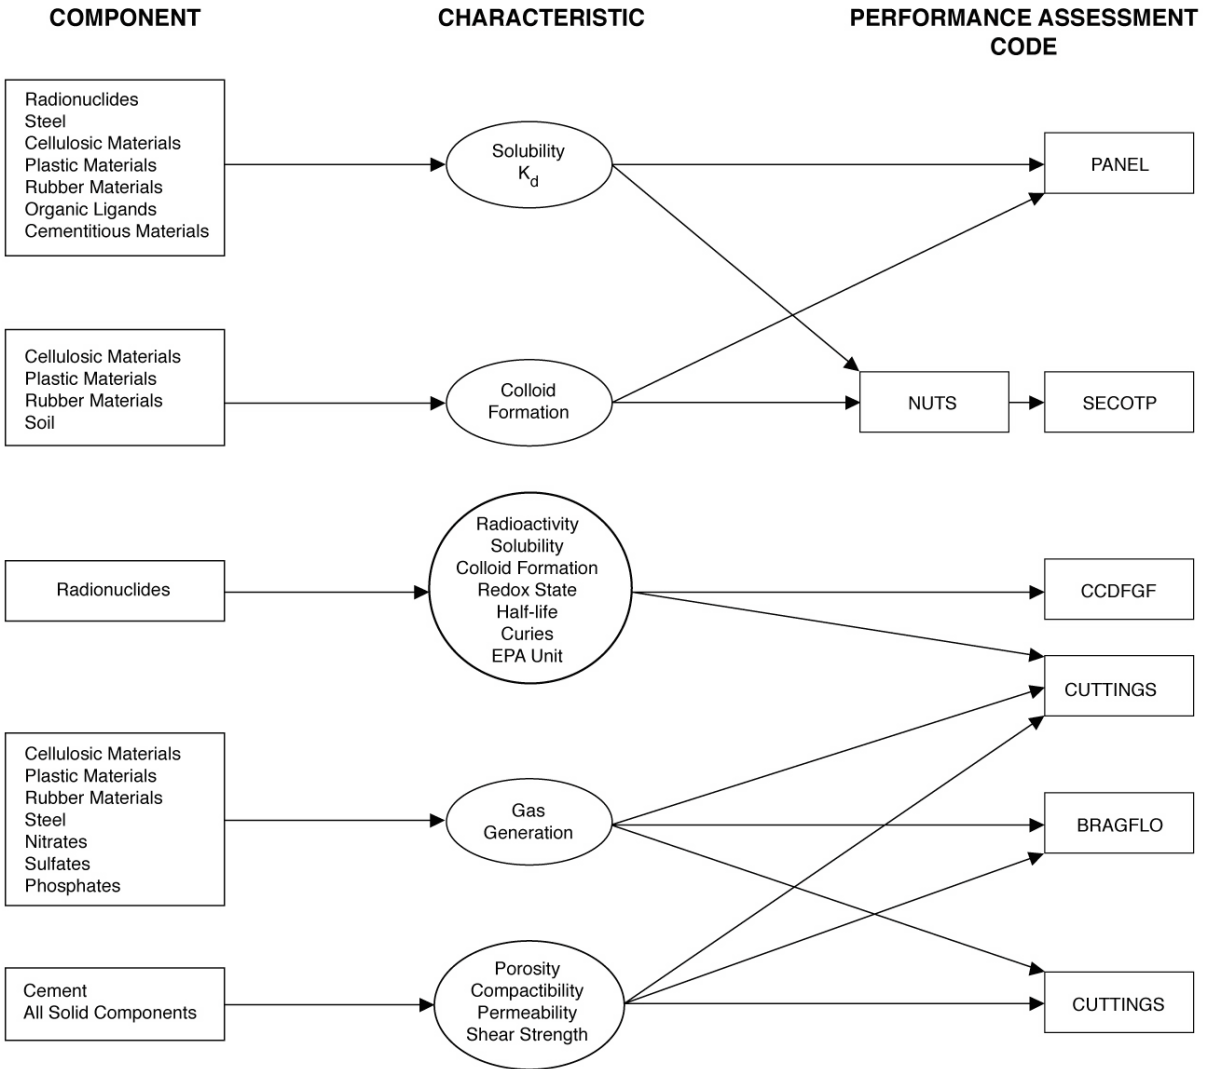 COMPONENT
CHARACTERISTIC
PERFORMANCE ASSESSMENT
CODE
Radionuclides
Steel
Cellulosic Materials
Plastic Materials
Rubber Materials
Organic Ligands
Cementitious Materials
Solubility
Kd
PANEL
Cellulosic Materials
Plastic Materials
Rubber Materials
Soil
Colloid
Formation
NUTS
SECOTP
Radionuclides
Radioactivity
Solubility
Colloid Formation
Redox State
Half-life
Curies
EPA Unit
CCDFGF
CUTTINGS
Cellulosic Materials
Plastic Materials
Rubber Materials
Steel
Nitrates
Sulfates
Phosphates
Gas
Generation
BRAGFLO
Cement
All Solid Components
Porosity
Compactibility
Permeability
Shear Strength
CUTTINGS